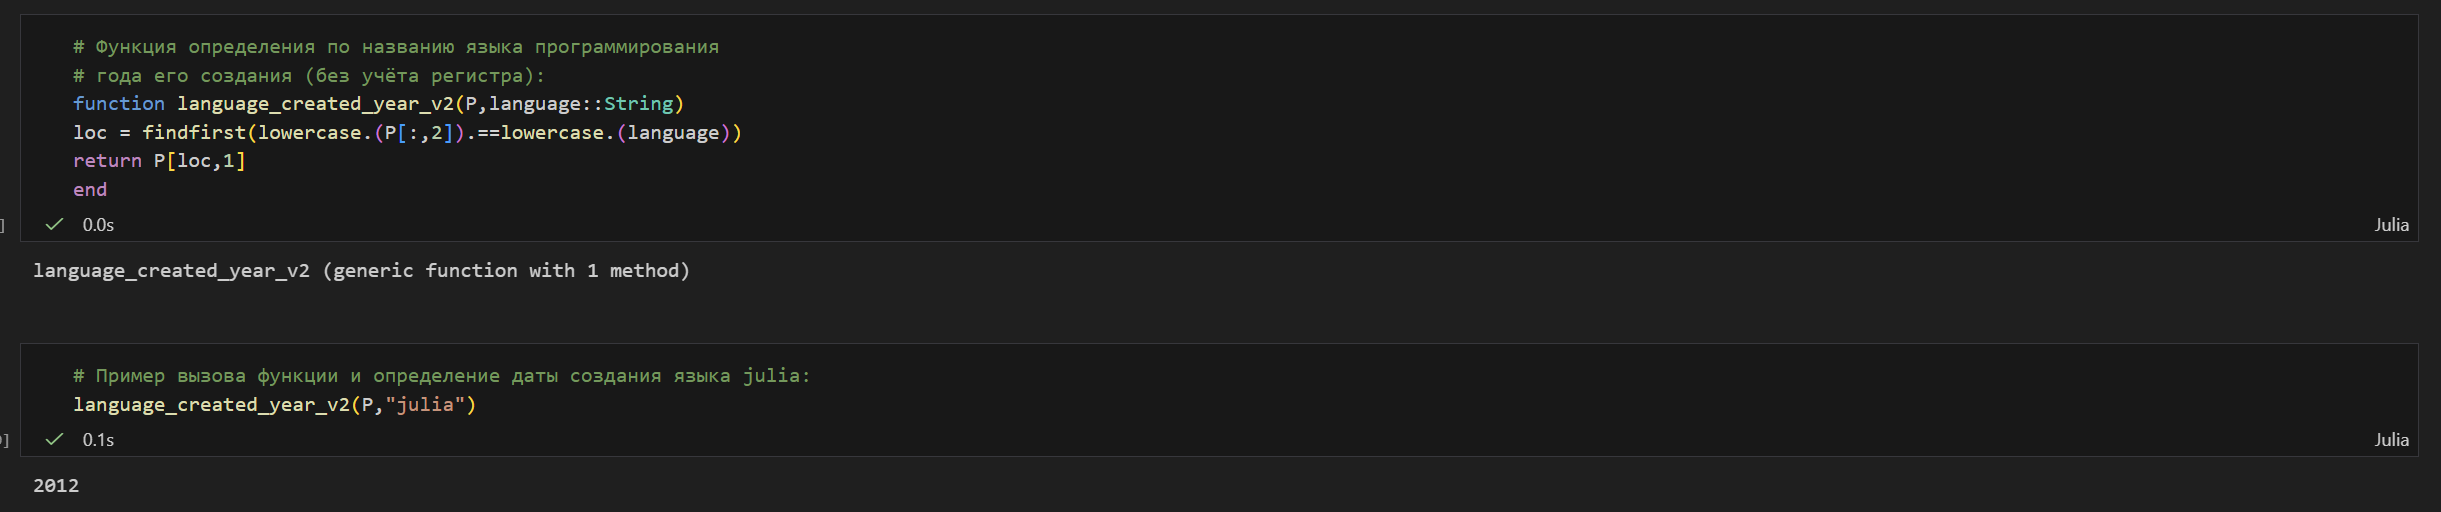 # Функция определения по названию языка программирования
# года его создания (без учёта регистра):
function language_created_year_v2(P,language::String)
loc = findfirst(lowercase.(P[:,2]).==lowercase.(language))
return P[loc,1]
end
] ✓ 0.0s Julia
language_created_year_v2 (generic function with 1 method)
# Пример вызова функции и определение даты создания языка julia:
language_created_year_v2(P,"julia")
] ✓ 0.1s Julia
2012